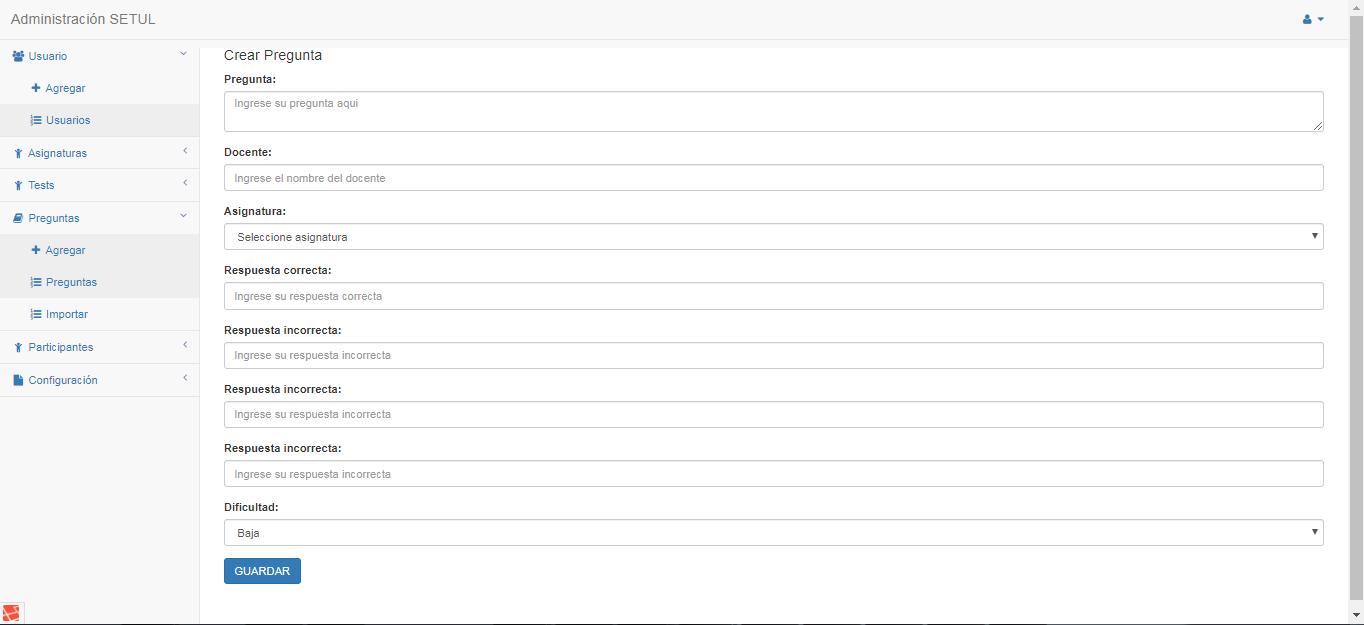 Administración SETUL
Usuario
Agregar
Usuarios
Asignaturas
Tests
Preguntas
Agregar
Preguntas
Importar
Participantes
Configuración
Crear Pregunta
Pregunta:
Ingrese su pregunta aqui
Docente:
Ingrese el nombre del docente
Asignatura:
Seleccione asignatura
Respuesta correcta:
Ingrese su respuesta correcta
Respuesta incorrecta:
Ingrese su respuesta incorrecta
Respuesta incorrecta:
Ingrese su respuesta incorrecta
Respuesta incorrecta:
Ingrese su respuesta incorrecta
Dificultad:
Baja
GUARDAR